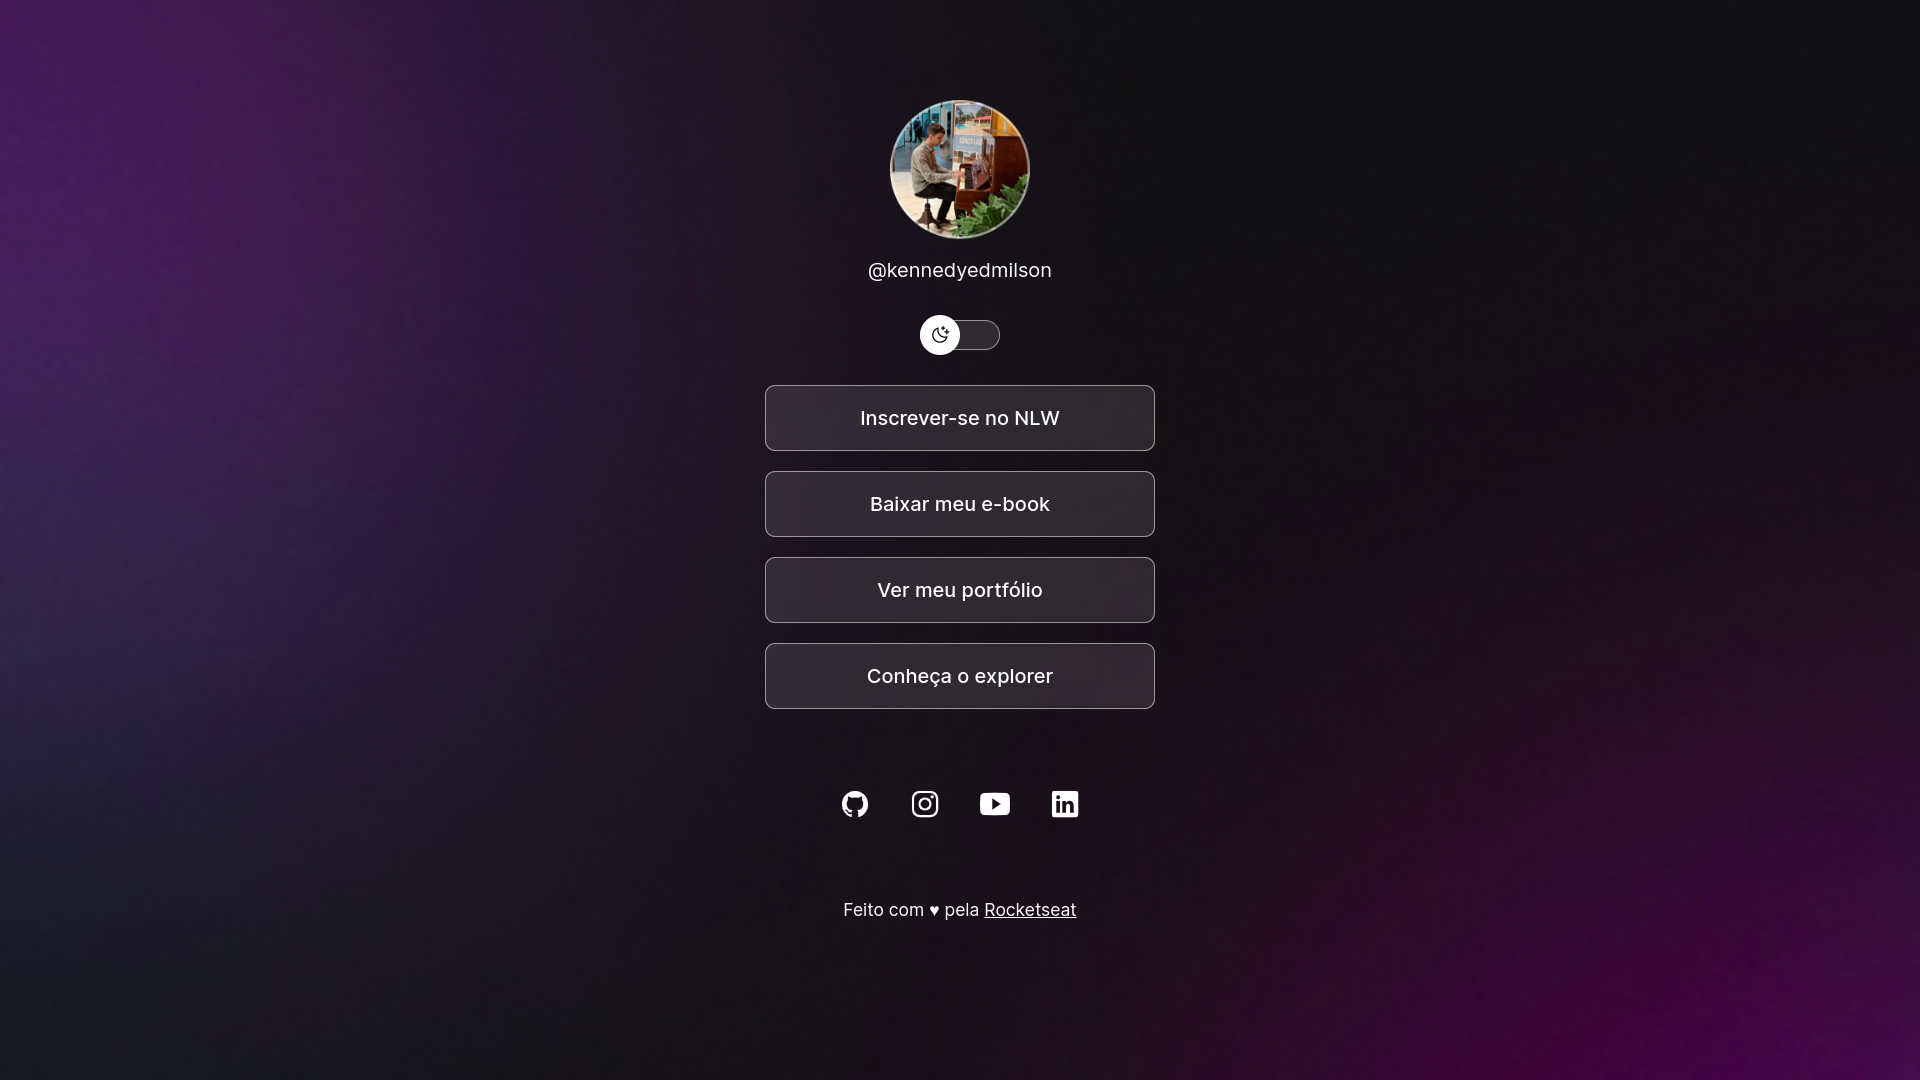 @kennedyedmilson
Inscrever-se no NLW
Baixar meu e-book
Ver meu portfólio
Conheça o explorer
Feito com ♥ pela Rocketseat